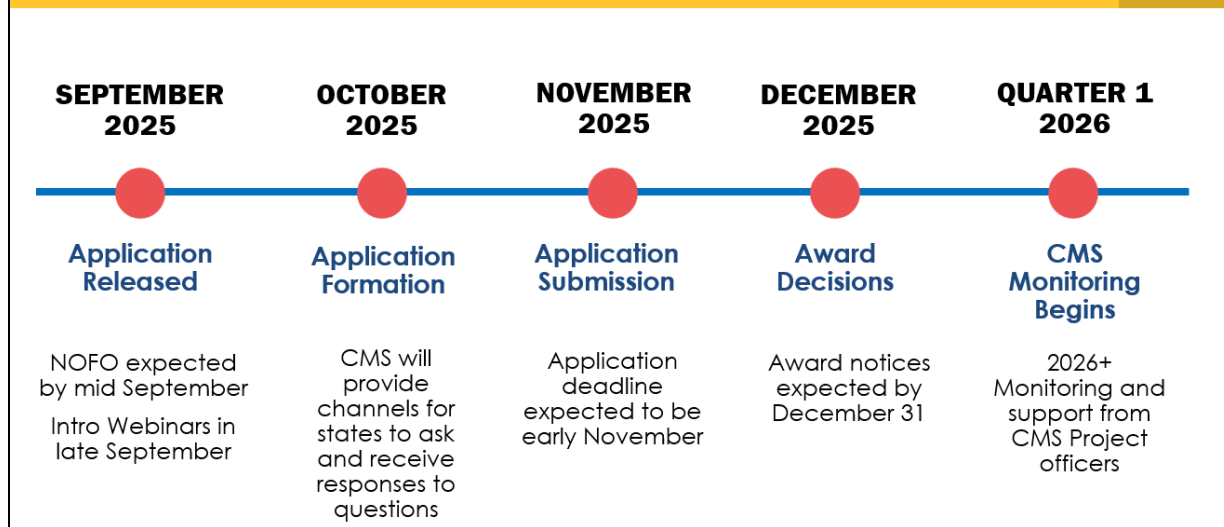 SEPTEMBER
2025
OCTOBER
2025
NOVEMBER
2025
DECEMBER
2025
QUARTER 1
2026
Application
Released
Application
Formation
Application
Submission
Award
Decisions
CMS
Monitoring
Begins
NOFO expected
by mid September
Intro Webinars in
late September
CMS will
provide
channels for
states to ask
and receive
responses to
questions
Application
deadline
expected to be
early November
Award notices
expected by
December 31
2026+
Monitoring and
support from
CMS Project
officers